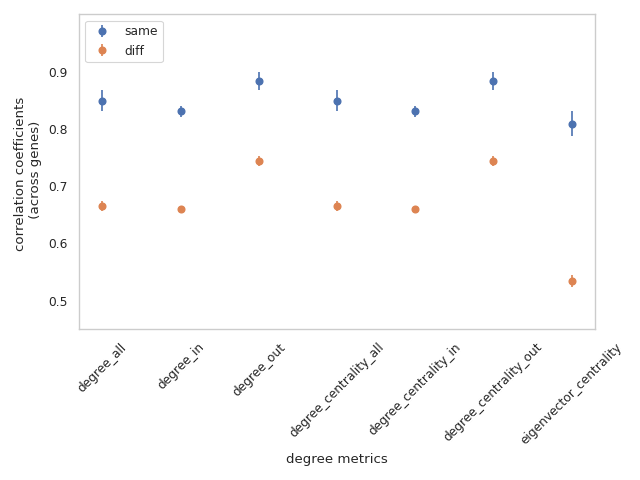 same
diff
0.9
0.8
0.7
0.6
0.5
correlation coefficients
(across genes)
degree_all
degree_in
degree_out
degree_centrality_all
degree_centrality_in
degree_centrality_out
eigenvector_centrality
degree metrics